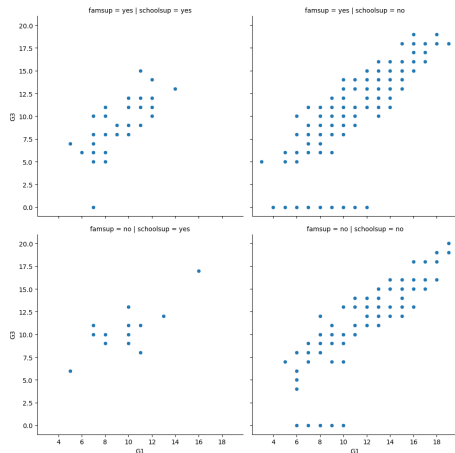 famsup = yes | schoolsup = yes
famsup = yes | schoolsup = no
20.0
17.5
15.0
12.5
10.0
7.5
5.0
2.5
0.0
G3
famsup = no | schoolsup = yes
famsup = no | schoolsup = no
20.0
17.5
15.0
12.5
10.0
7.5
5.0
2.5
0.0
G3
4 6 8 10 12 14 16 18
4 6 8 10 12 14 16 18
G1
G1